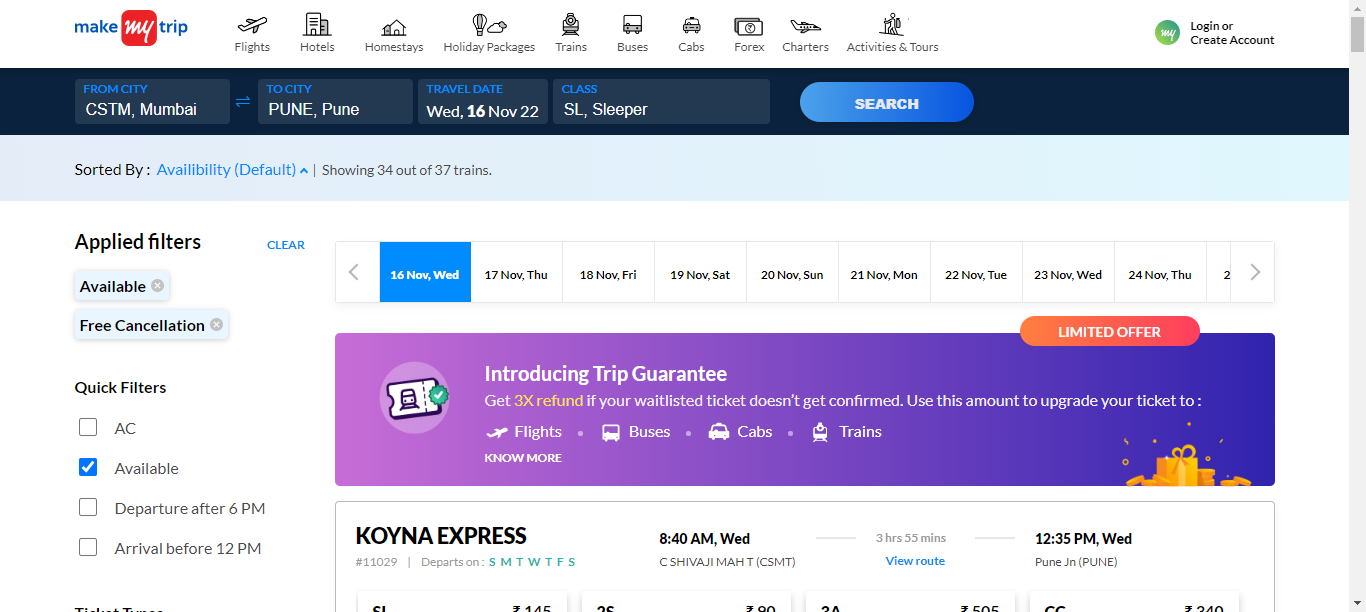 make my trip
Flights
Hotels
Homestays
Holiday Packages
Trains
Buses
Cabs
Forex
Charters
Activities & Tours
my
Login or
Create Account
FROM CITY
CSTM, Mumbai
TO CITY
PUNE, Pune
TRAVEL DATE
Wed, 16 Nov 22
CLASS
SL, Sleeper
SEARCH
Sorted By : Availibility (Default) | Showing 34 out of 37 trains.
Applied filters
CLEAR
Available
Free Cancellation
Quick Filters
AC
Available
Departure after 6 PM
Arrival before 12 PM
Ticket Types
16 Nov, Wed
17 Nov, Thu
18 Nov, Fri
19 Nov, Sat
20 Nov, Sun
21 Nov, Mon
22 Nov, Tue
23 Nov, Wed
24 Nov, Thu
2
LIMITED OFFER
Introducing Trip Guarantee
Get 3X refund if your waitlisted ticket doesn't get confirmed. Use this amount to upgrade your ticket to :
Flights • Buses • Cabs • Trains
KNOW MORE
KOYNA EXPRESS
#11029 | Departs on : S M T W T F S
8:40 AM, Wed
C SHIVAJI MAH T (CSMT)
3 hrs 55 mins
View route
12:35 PM, Wed
Pune Jn (PUNE)
SL ₹ 145
2S ₹ 90
3A ₹ 505
CC ₹ 340